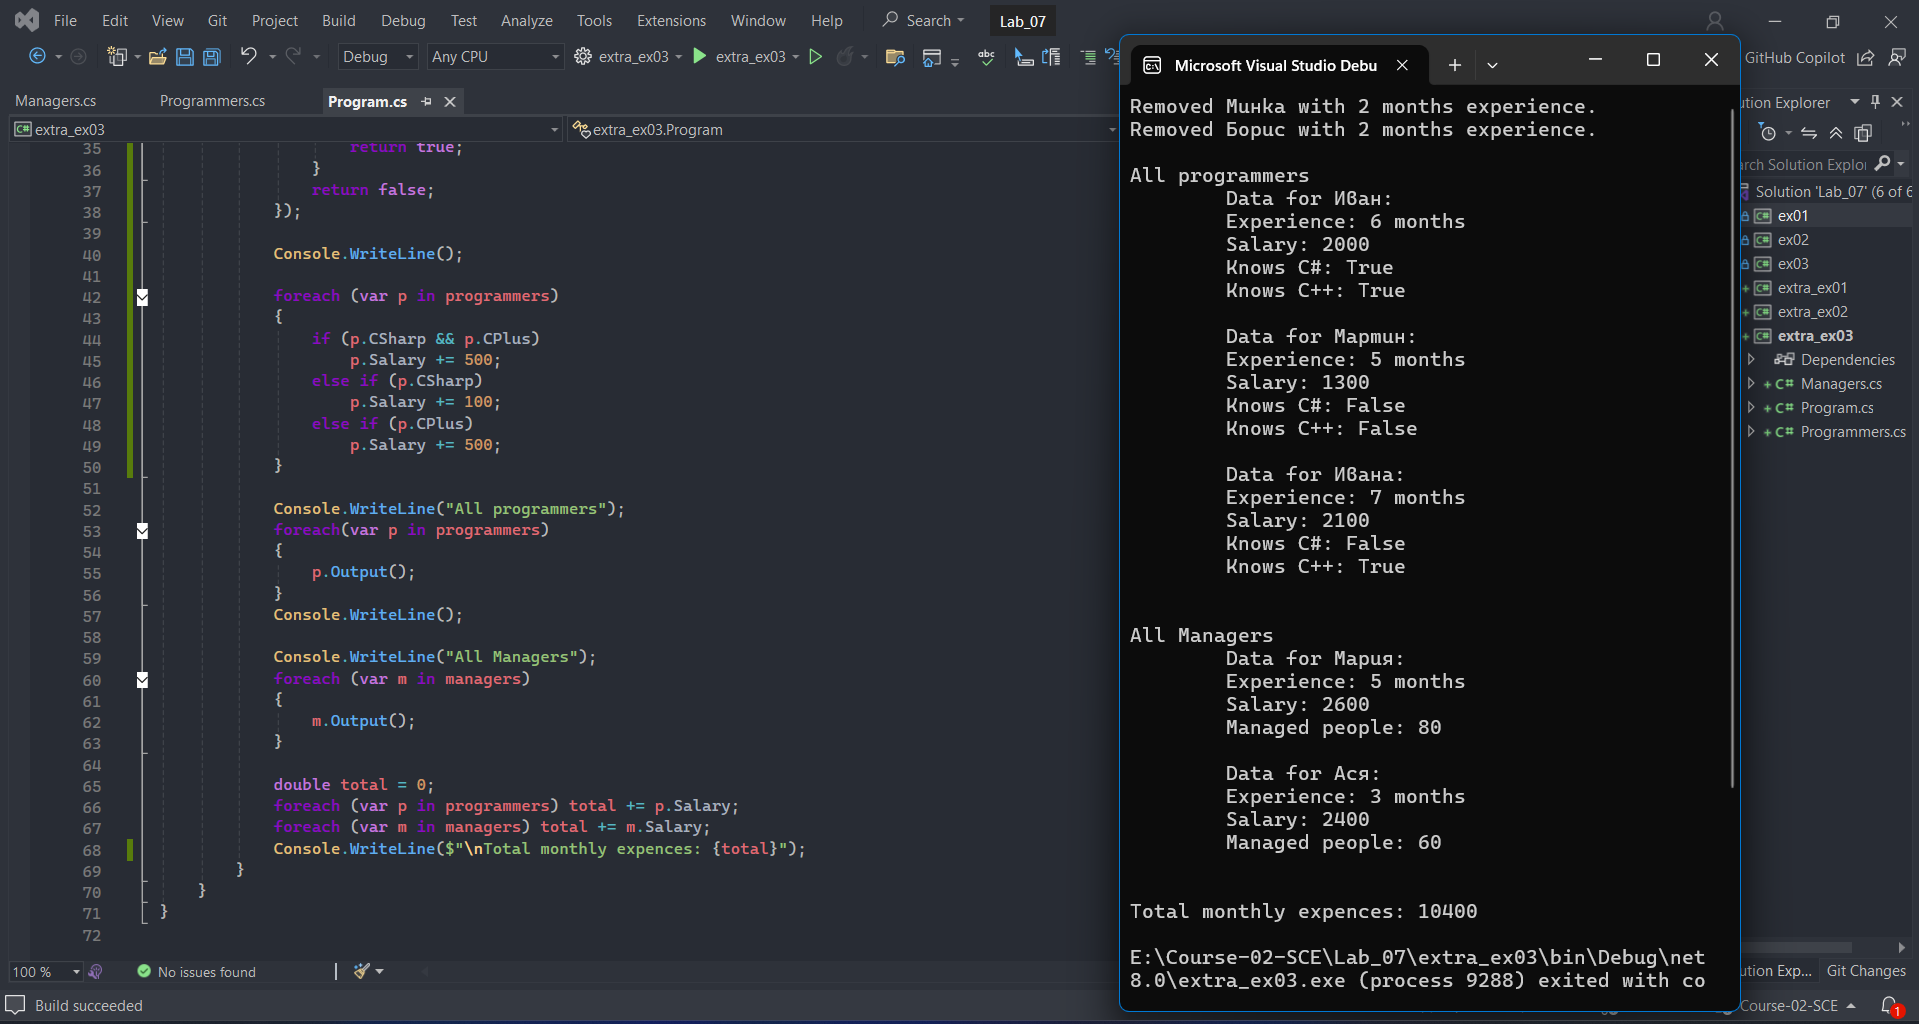 File Edit View Git Project Build Debug Test Analyze Tools Extensions Window Help Search Lab_07
Debug Any CPU extra_ex03 extra_ex03 abc GitHub Copilot
Managers.cs Programmers.cs Program.cs
C# extra_ex03 extra_ex03.Program
35 return true;
36 }
37 return false;
38 });
39
40 Console.WriteLine();
41
42 foreach (var p in programmers)
43 {
44 if (p.CSharp && p.CPlus)
45 p.Salary += 500;
46 else if (p.CSharp)
47 p.Salary += 100;
48 else if (p.CPlus)
49 p.Salary += 500;
50 }
51
52 Console.WriteLine("All programmers");
53 foreach(var p in programmers)
54 {
55 p.Output();
56 }
57 Console.WriteLine();
58
59 Console.WriteLine("All Managers");
60 foreach (var m in managers)
61 {
62 m.Output();
63 }
64
65 double total = 0;
66 foreach (var p in programmers) total += p.Salary;
67 foreach (var m in managers) total += m.Salary;
68 Console.WriteLine($"\nTotal monthly expences: {total}");
69 }
70 }
71 }
72
100 % No issues found
Build succeeded
Microsoft Visual Studio Debu
Removed Минка with 2 months experience.
Removed Борис with 2 months experience.
All programmers
Data for Иван:
Experience: 6 months
Salary: 2000
Knows C#: True
Knows C++: True
Data for Мартин:
Experience: 5 months
Salary: 1300
Knows C#: False
Knows C++: False
Data for Ивана:
Experience: 7 months
Salary: 2100
Knows C#: False
Knows C++: True
All Managers
Data for Мария:
Experience: 5 months
Salary: 2600
Managed people: 80
Data for Ася:
Experience: 3 months
Salary: 2400
Managed people: 60
Total monthly expences: 10400
E:\Course-02-SCE\Lab_07\extra_ex03\bin\Debug\net
8.0\extra_ex03.exe (process 9288) exited with co
ution Explorer
arch Solution Explo
Solution 'Lab_07' (6 of 6
C# ex01
C# ex02
C# ex03
C# extra_ex01
C# extra_ex02
C# extra_ex03
Dependencies
C# Managers.cs
C# Program.cs
C# Programmers.cs
ution Exp... Git Changes
Course-02-SCE 1